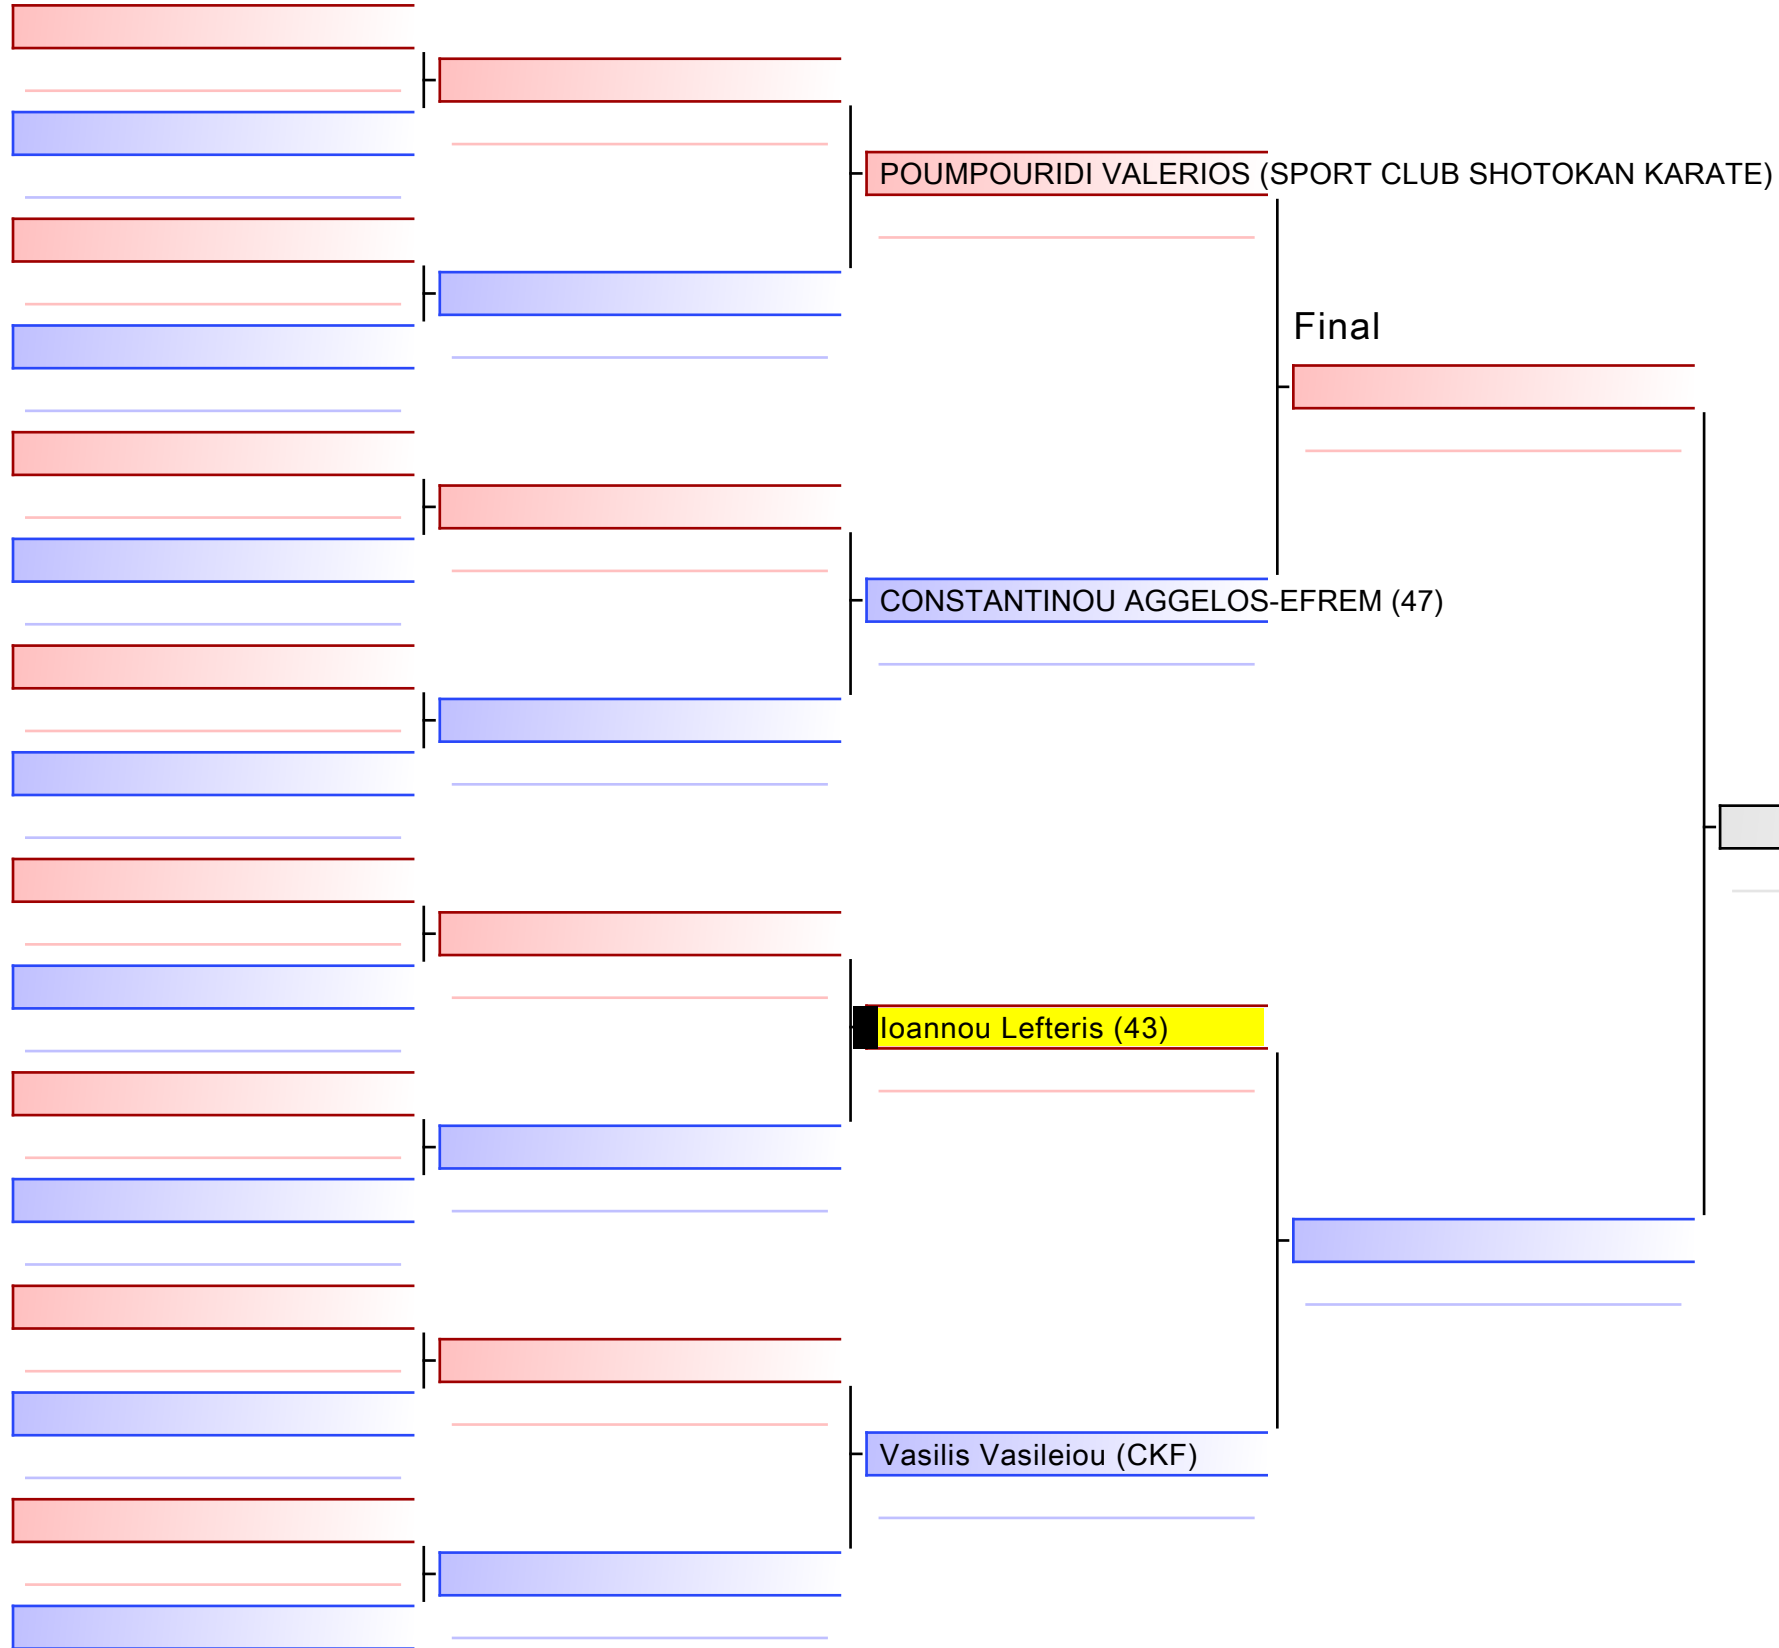 POUMPOURIDI VALERIOS (SPORT CLUB SHOTOKAN KARATE)
Final
CONSTANTINOU AGGELOS-EFREM (47)
Ioannou Lefteris (43)
Vasilis Vasileiou (CKF)